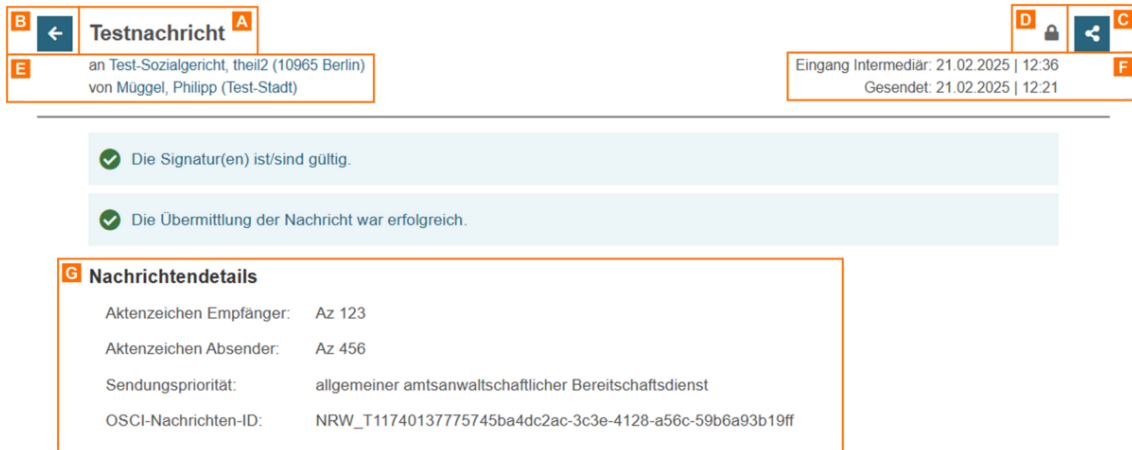 B Testnachricht A D C
E an Test-Sozialgericht, theil2 (10965 Berlin)
von Müggel, Philipp (Test-Stadt)
Eingang Intermediär: 21.02.2025 | 12:36 F
Gesendet: 21.02.2025 | 12:21
Die Signatur(en) ist/sind gültig.
Die Übermittlung der Nachricht war erfolgreich.
G Nachrichtendetails
Aktenzeichen Empfänger: Az 123
Aktenzeichen Absender: Az 456
Sendungspriorität: allgemeiner amtsanwaltschaftlicher Bereitschaftsdienst
OSCI-Nachrichten-ID: NRW_T11740137775745ba4dc2ac-3c3e-4128-a56c-59b6a93b19ff